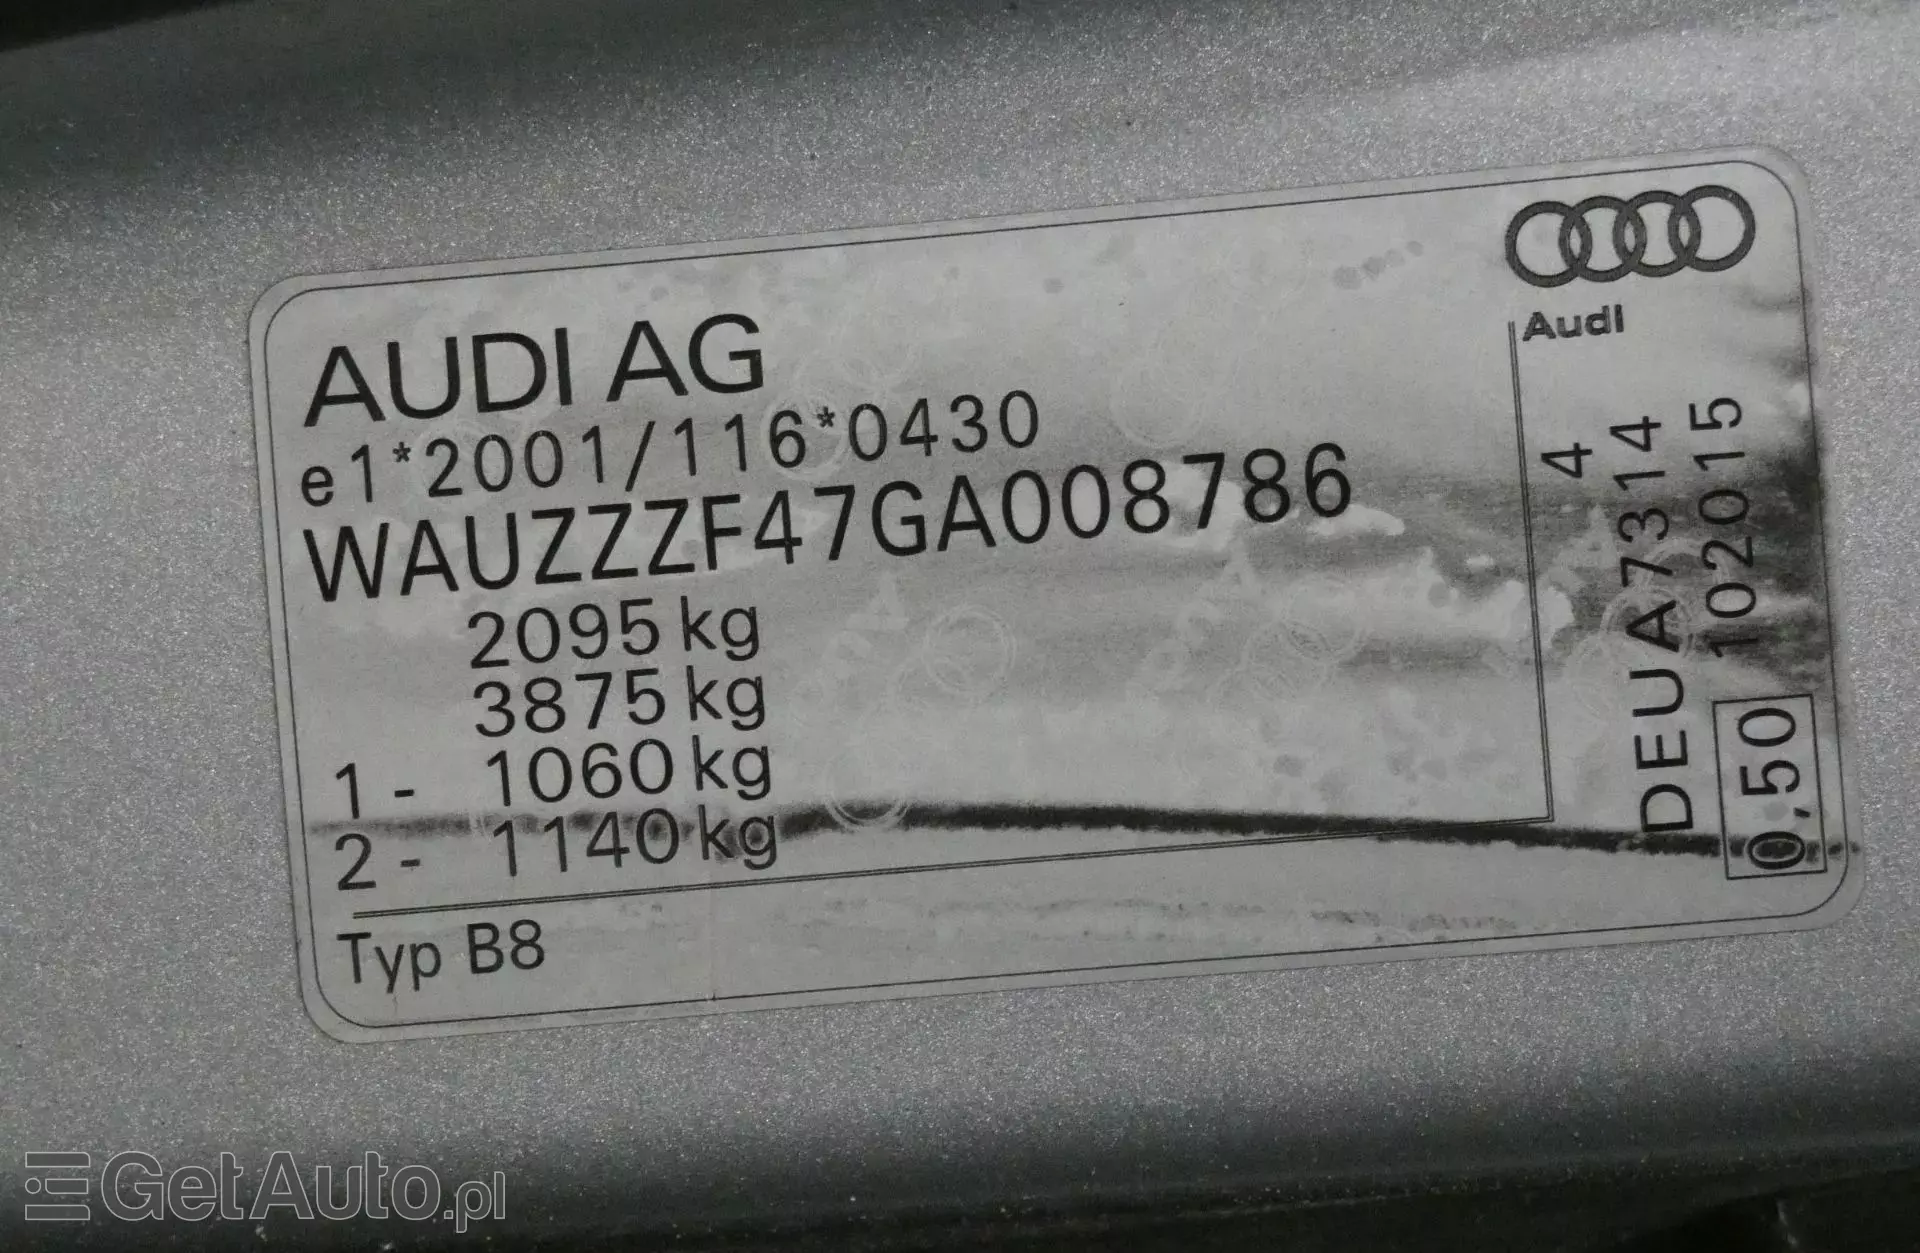 Audi
AUDI AG
e1*2001/116*0430
WAUZZZF47GA008786
2095 kg
3875 kg
1 - 1060 kg
2 - 1140 kg
Typ B8
4
DEUA7314
102015
0,50
GetAuto.pl